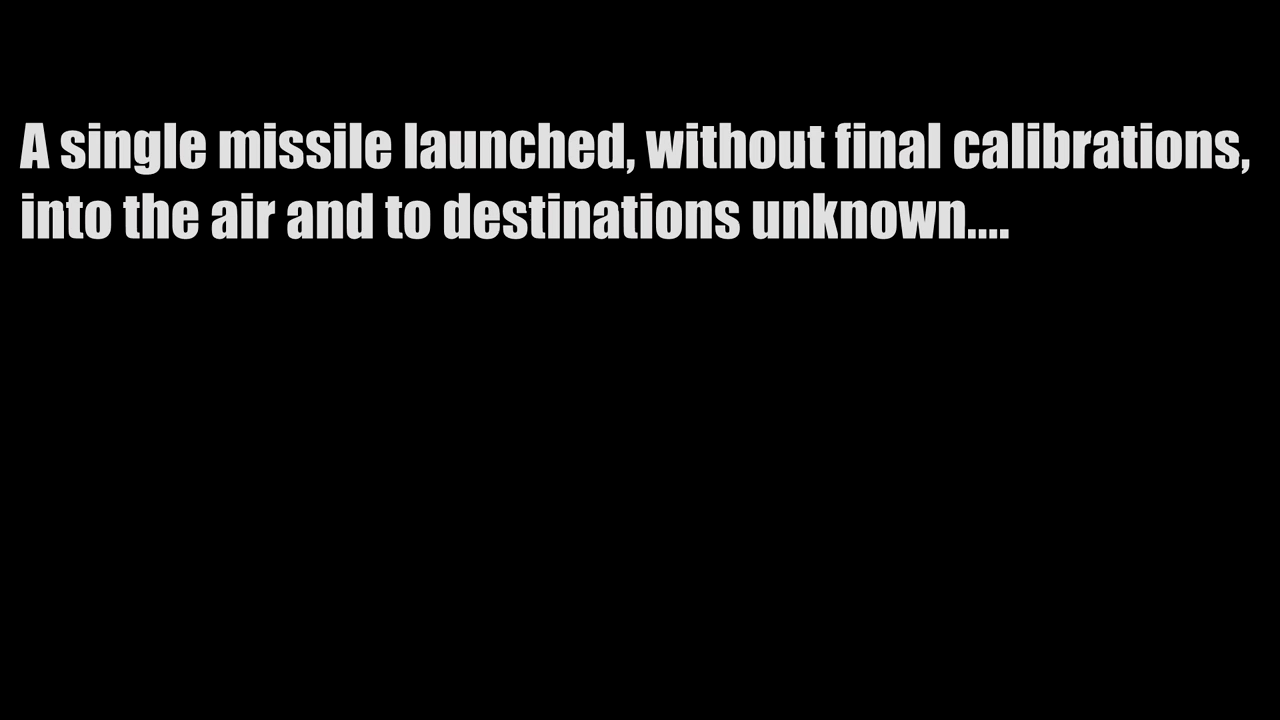 A single missile launched, without final calibrations,
into the air and to destinations unknown....